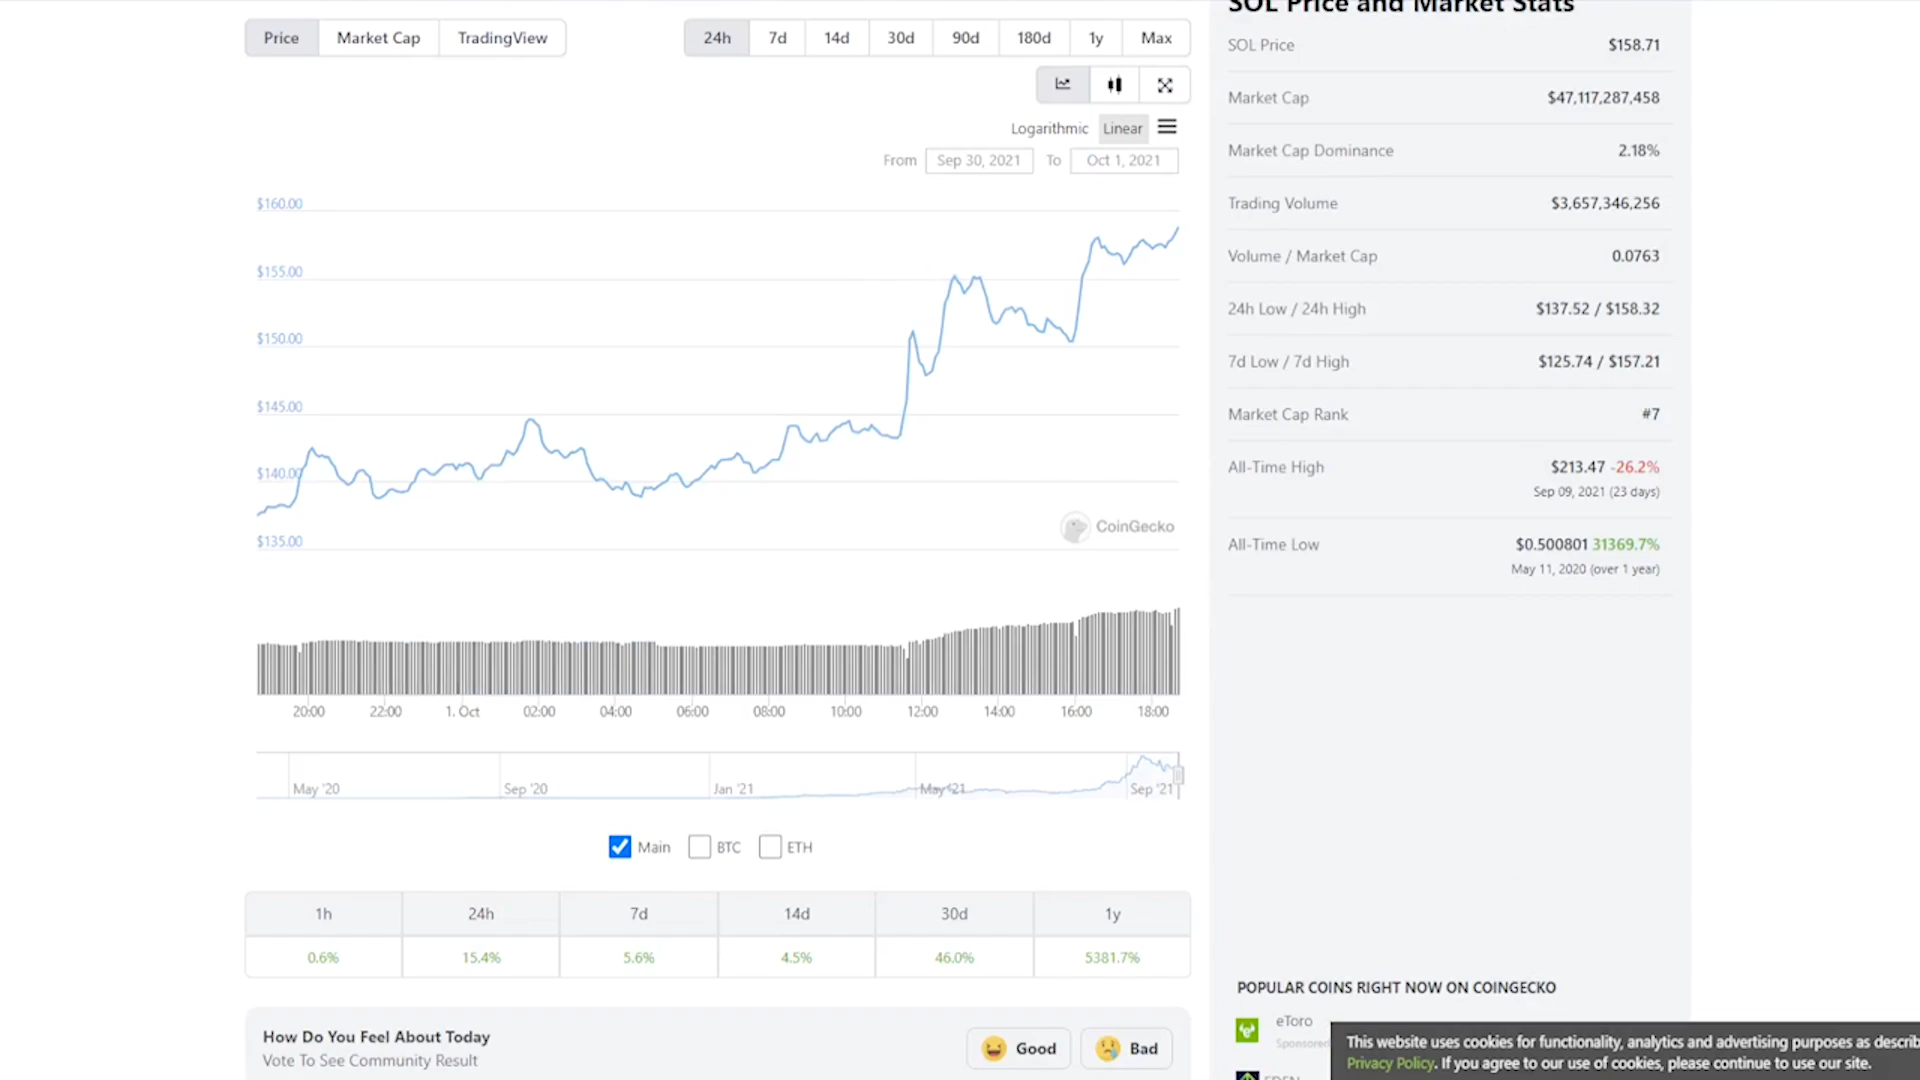 SOL Price and Market Stats
Price Market Cap TradingView
24h 7d 14d 30d 90d 180d 1y Max
Logarithmic Linear
From Sep 30, 2021 To Oct 1, 2021
$160.00
$155.00
$150.00
$145.00
$140.00
$135.00
CoinGecko
20:00 22:00 1. Oct 02:00 04:00 06:00 08:00 10:00 12:00 14:00 16:00 18:00
May '20 Sep '20 Jan '21 May '21 Sep '21
Main BTC ETH
1h 24h 7d 14d 30d 1y
0.6% 15.4% 5.6% 4.5% 46.0% 5381.7%
How Do You Feel About Today
Vote To See Community Result
Good Bad
SOL Price $158.71
Market Cap $47,117,287,458
Market Cap Dominance 2.18%
Trading Volume $3,657,346,256
Volume / Market Cap 0.0763
24h Low / 24h High $137.52 / $158.32
7d Low / 7d High $125.74 / $157.21
Market Cap Rank #7
All-Time High $213.47 -26.2%
Sep 09, 2021 (23 days)
All-Time Low $0.500801 31369.7%
May 11, 2020 (over 1 year)
POPULAR COINS RIGHT NOW ON COINGECKO
eToro
Sponsored
This website uses cookies for functionality, analytics and advertising purposes as describ
Privacy Policy. If you agree to our use of cookies, please continue to use our site.